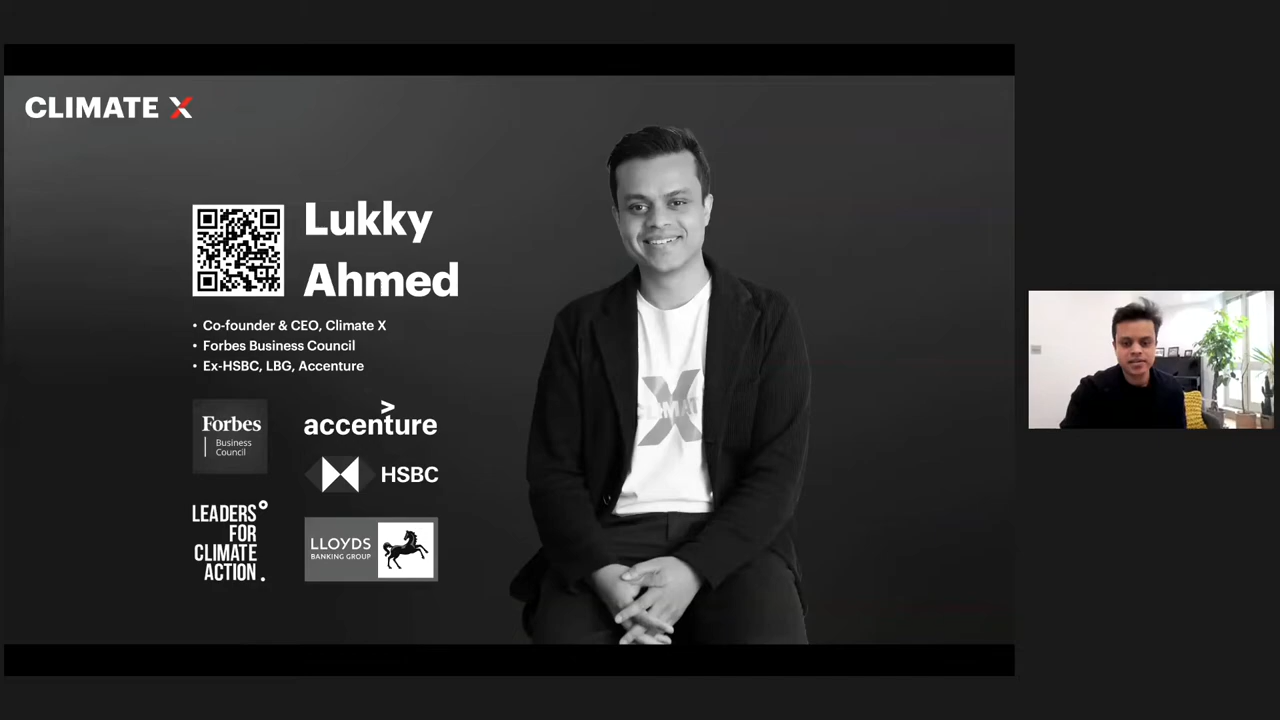 CLIMATE X
Lukky
Ahmed
• Co-founder & CEO, Climate X
• Forbes Business Council
• Ex-HSBC, LBG, Accenture
Forbes
Business
Council
accenture
HSBC
LEADERS
FOR
CLIMATE
ACTION.
LLOYDS
BANKING GROUP
CLIMAT
X